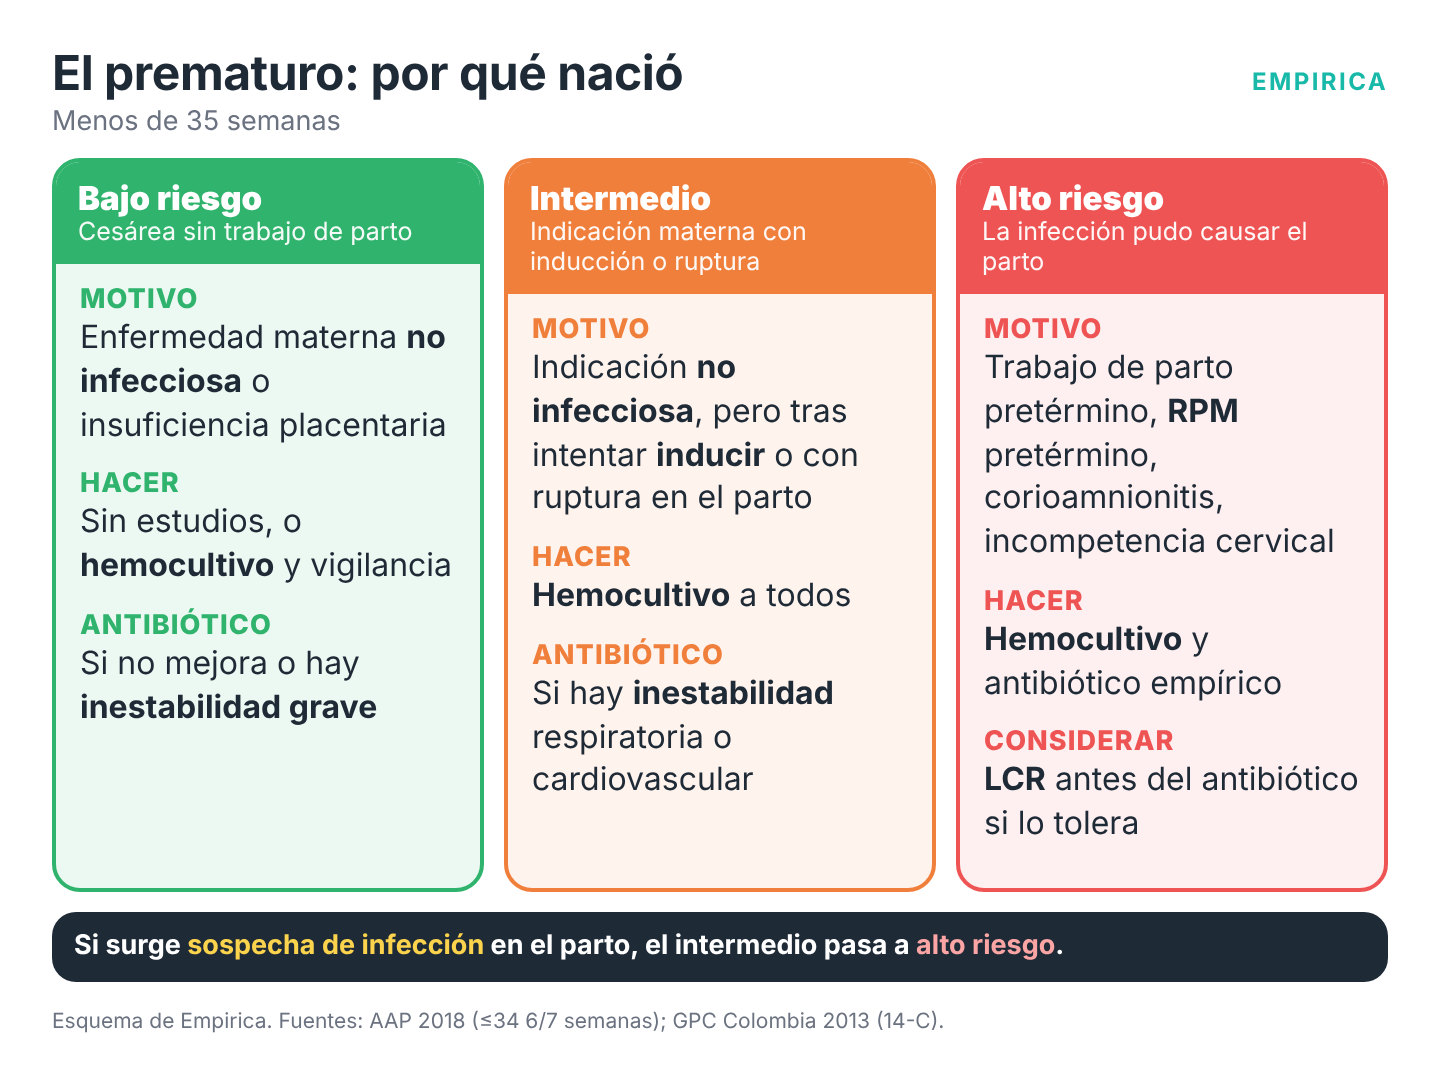 El prematuro: por qué nació
EMPIRICA
Menos de 35 semanas
Bajo riesgo
Cesárea sin trabajo de parto
MOTIVO
Enfermedad materna no
infecciosa o
insuficiencia placentaria
HACER
Sin estudios, o
hemocultivo y vigilancia
ANTIBIÓTICO
Si no mejora o hay
inestabilidad grave
Intermedio
Indicación materna con
inducción o ruptura
MOTIVO
Indicación no
infecciosa, pero tras
intentar inducir o con
ruptura en el parto
HACER
Hemocultivo a todos
ANTIBIÓTICO
Si hay inestabilidad
respiratoria o
cardiovascular
Alto riesgo
La infección pudo causar el
parto
MOTIVO
Trabajo de parto
pretérmino, RPM
pretérmino,
corioamnionitis,
incompetencia cervical
HACER
Hemocultivo y
antibiótico empírico
CONSIDERAR
LCR antes del antibiótico
si lo tolera
Si surge sospecha de infección en el parto, el intermedio pasa a alto riesgo.
Esquema de Empirica. Fuentes: AAP 2018 (≤34 6/7 semanas); GPC Colombia 2013 (14-C).